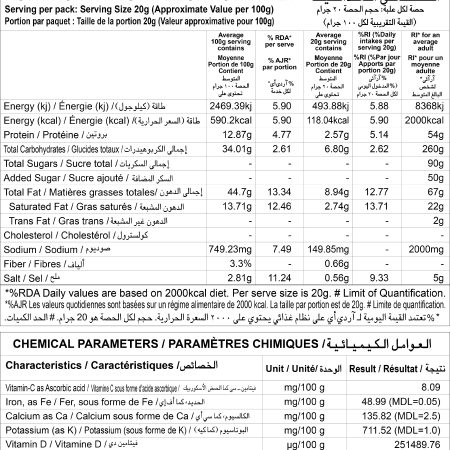 Serving per pack: Serving Size 20g (Approximate Value per 100g)
Portion par paquet : Taille de la portion 20g (Valeur approximative pour 100g)
حصة لكل علبة: حجم الحصة ٢٠ جرام
(القيمة التقريبية لكل ١٠٠ جرام)
Average 100g serving contains Moyenne Portion de 100g Contient المتوسط حصة ١٠٠ جرام تحتوي على
% RDA* per serve % AJR* par portion
Average 20g serving contains Moyenne Portion de 20g Contient المتوسط حصة ٢٠ جرام تحتوي على
%RI (%Daily intakes per serving 20g) %RI (%Par jour Apports par portion 20g)
RI* for an average adult RI* pour un moyenne adulte
Energy (kj) / Énergie (kj) / طاقة (كيلوجول) 2469.39kj 5.90 493.88kj 5.88 8368kj
Energy (kcal) / Énergie (kcal) / طاقة (السعر الحرارية) 590.2kcal 5.90 118.04kcal 5.90 2000kcal
Protein / Protéine / بروتين 12.87g 4.77 2.57g 5.14 54g
Total Carbohydrates / Glucides totaux / إجمالي الكربوهيدرات 34.01g 2.61 6.80g 2.62 260g
Total Sugars / Sucre total / إجمالي السكريات - - - - 90g
Added Sugar / Sucre ajouté / السكر المضافة - - - - 50g
Total Fat / Matières grasses totales/ إجمالي الدهون 44.7g 13.34 8.94g 12.77 67g
Saturated Fat / Gras saturés / الدهون المشبعة 13.71g 12.46 2.74g 13.71 22g
Trans Fat / Gras trans / الدهون غير المشبعة - - - - 2g
Cholesterol / Cholestérol / كولسترول - - - - -
Sodium / Sodium / صوديوم 749.23mg 7.49 149.85mg - 2000mg
Fiber / Fibres / ألياف 3.3% - 0.66g - -
Salt / Sel / ملح 2.81g 11.24 0.56g 9.33 5g
*%RDA Daily values are based on 2000kcal diet. Per serve size is 20g. # Limit of Quantification.
*%AJR Les valeurs quotidiennes sont basées sur un régime alimentaire de 2000 kcal. La taille par portion est de 20g. # Limite de quantification.
*%تعتمد القيمة اليومية لـ آر.دي.أي على نظام غذائي يحتوي على ٢٠٠٠ السعرة الحرارية. حجم لكل الحصة هو 20 جرام. # الحد الكميات.
CHEMICAL PARAMETERS / PARAMÈTRES CHIMIQUES / العوامل الكيميائية
Characteristics / Caractéristiques / الخصائص Unit / Unité/ الوحدة Result / Résultat / نتيجة
Vitamin-C as Ascorbic acid / Vitamine C sous forme d'acide ascorbique / فيتامين - سي كما الحمض الأسكوربيك mg/100 g 8.09
Iron, as Fe / Fer, sous forme de Fe / الحديد، كما أف إي mg/100 g 48.99 (MDL=0.05)
Calcium as Ca / Calcium sous forme de Ca / الكالسيوم، كما سي أي mg/100 g 135.82 (MDL=2.5)
Potassium (as K) / Potassium (sous forme de K) / البوتاسيوم (كما كيه) mg/100 g 711.52 (MDL=1.0)
Vitamin D / Vitamine D / فيتامين دي µg/100 g 251489.76